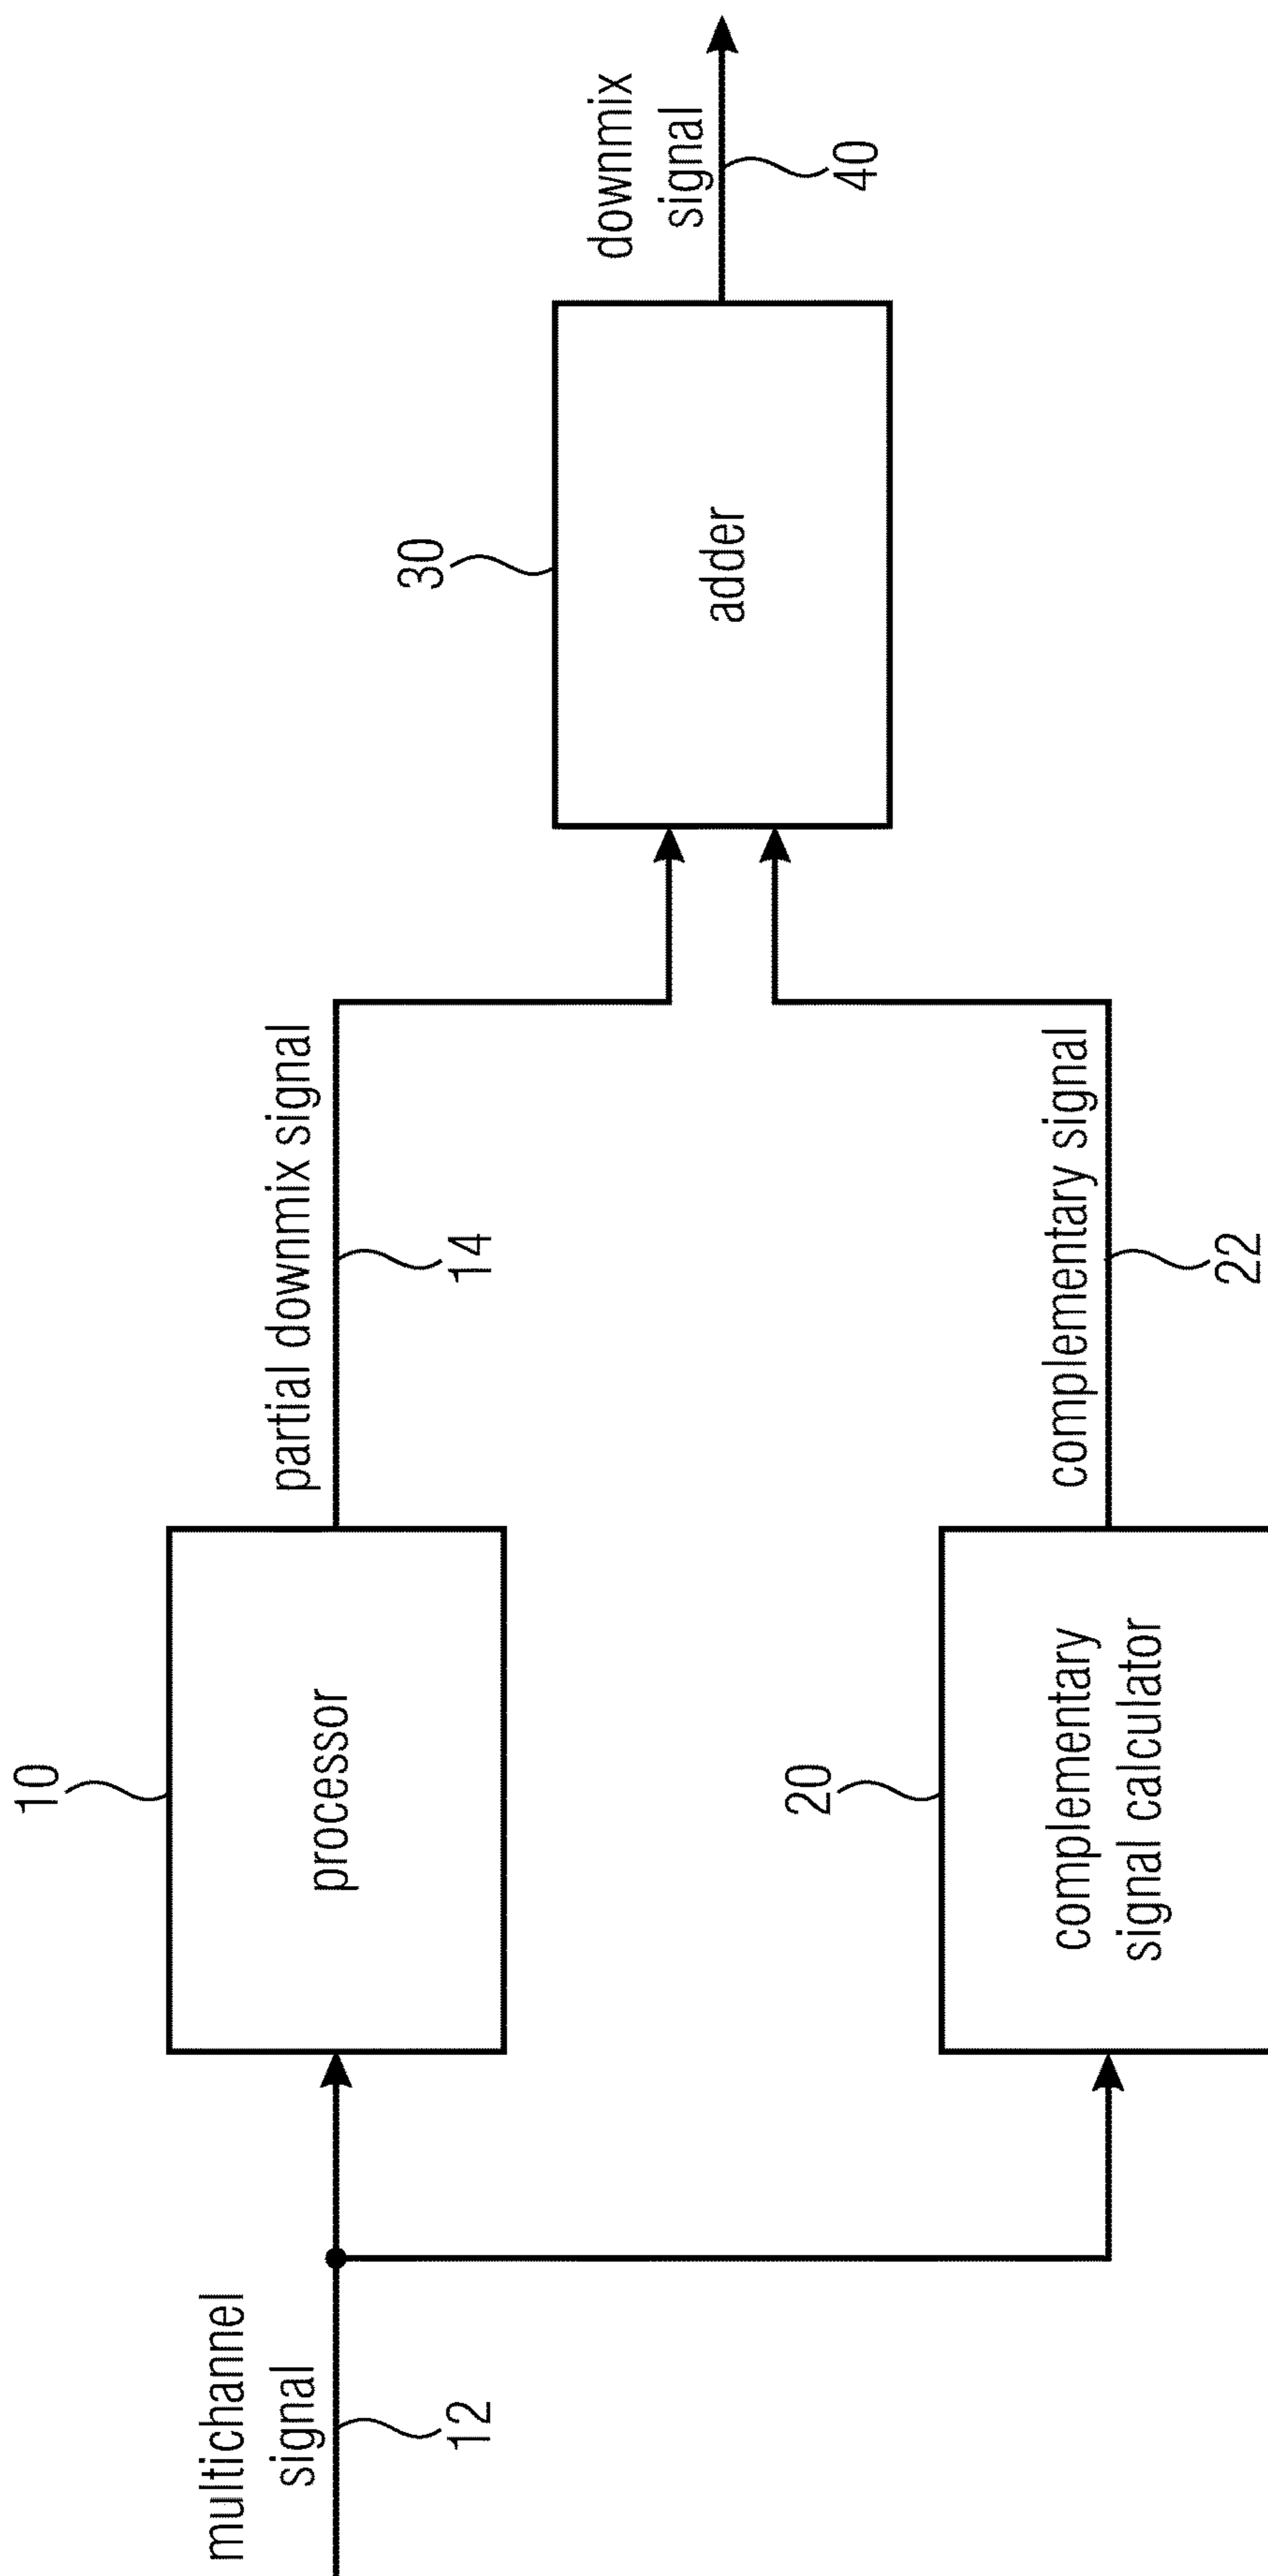 multichannel
signal
12
10
processor
partial downmix signal
14
20
complementary
signal calculator
complementary signal
22
30
adder
downmix
signal
40